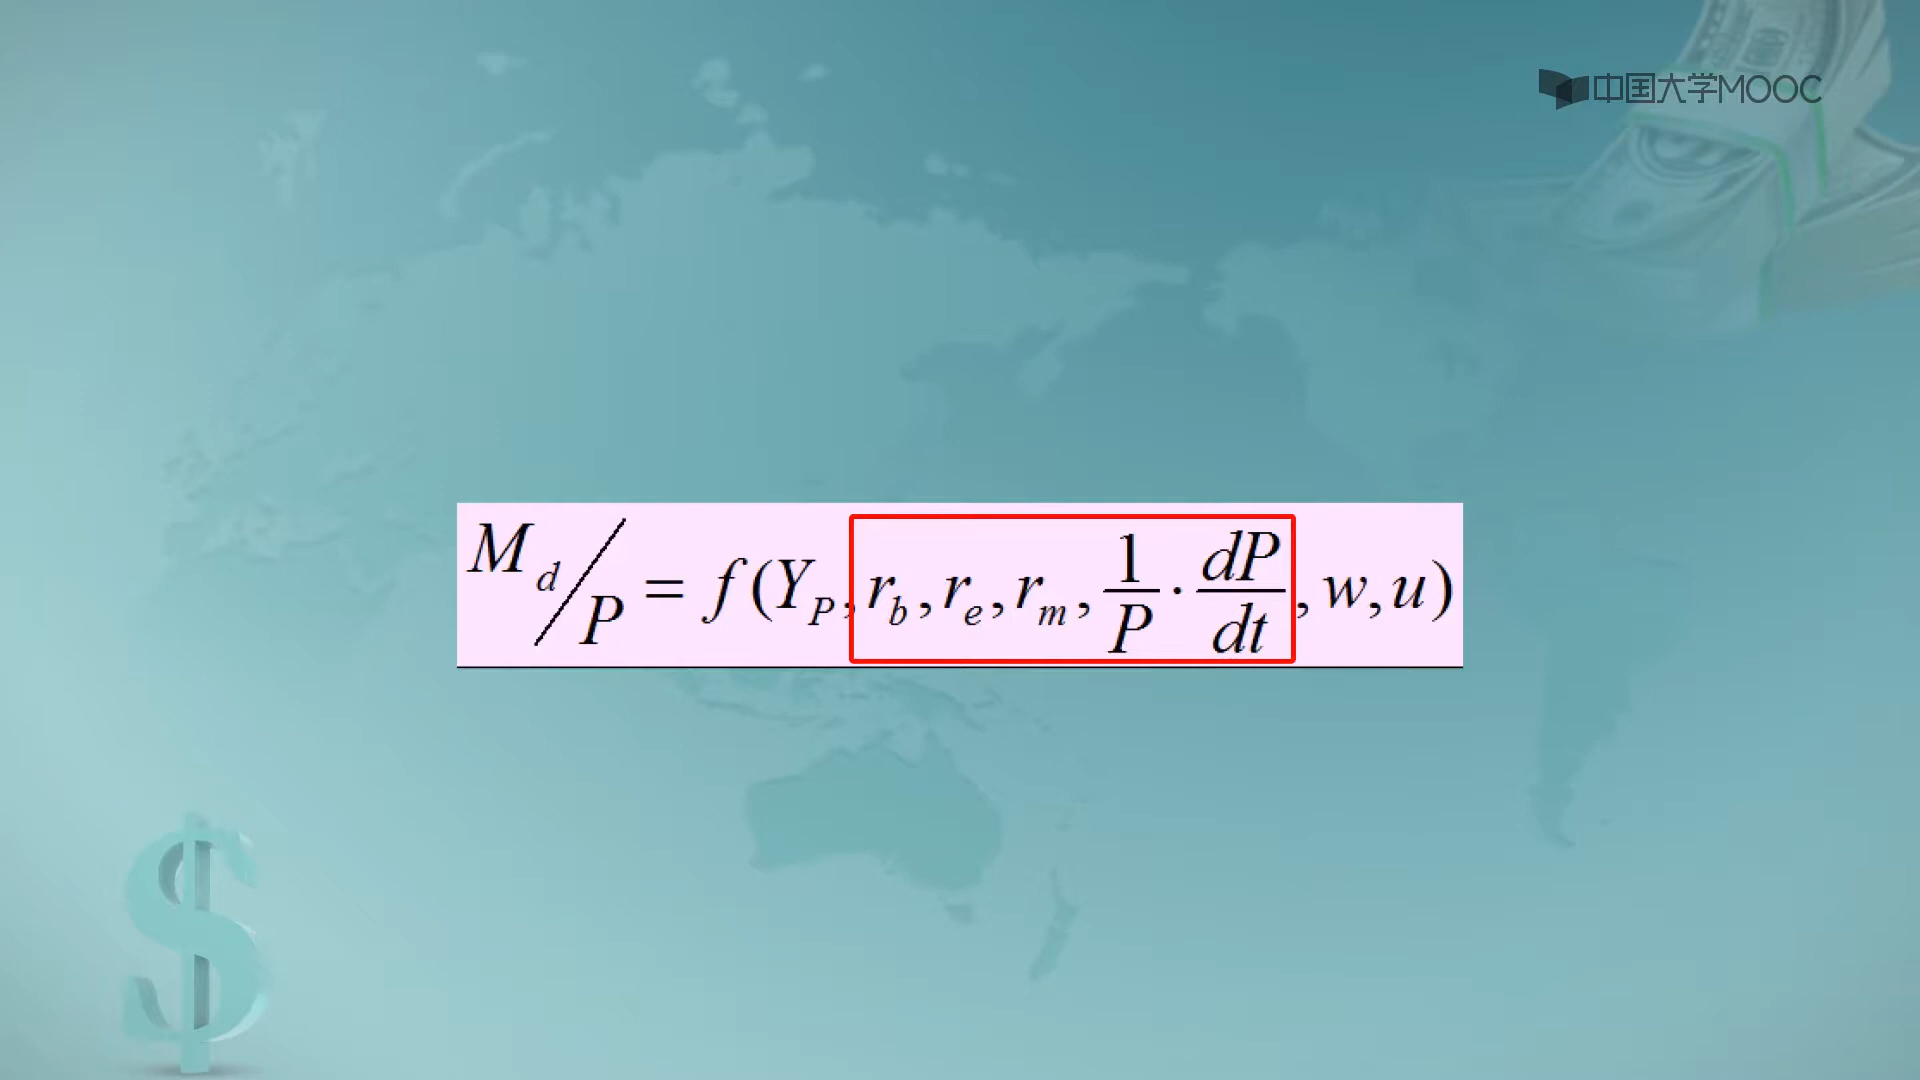 中国大学MOOC
M_d/P = f(Y_P, r_b, r_e, r_m, 1/P · dP/dt, w, u)